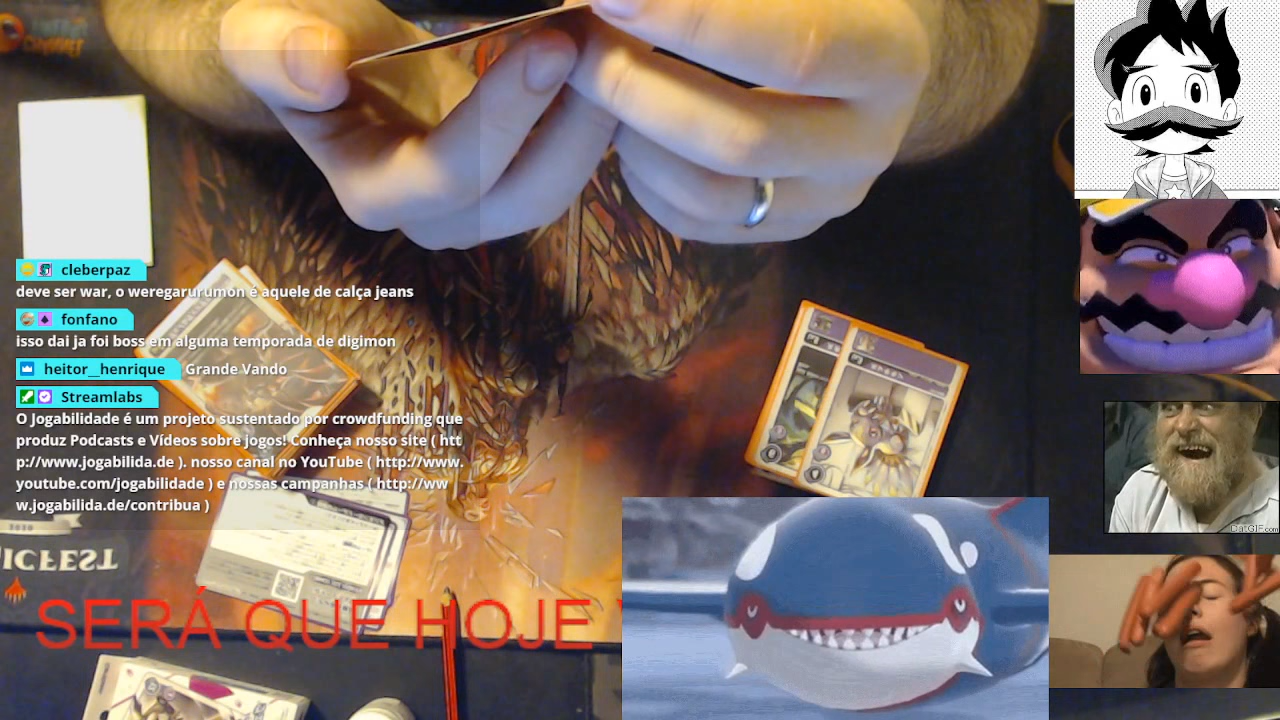 cleberpaz
deve ser war, o weregarurumon é aquele de calça jeans
fonfano
isso dai ja foi boss em alguma temporada de digimon
heitor__henrique Grande Vando
Streamlabs
O Jogabilidade é um projeto sustentado por crowdfunding que
produz Podcasts e Vídeos sobre jogos! Conheça nosso site ( htt
p://www.jogabilida.de ). nosso canal no YouTube ( http://www.
youtube.com/jogabilidade ) e nossas campanhas ( http://ww
w.jogabilida.de/contribua )
SERÁ QUE HOJE